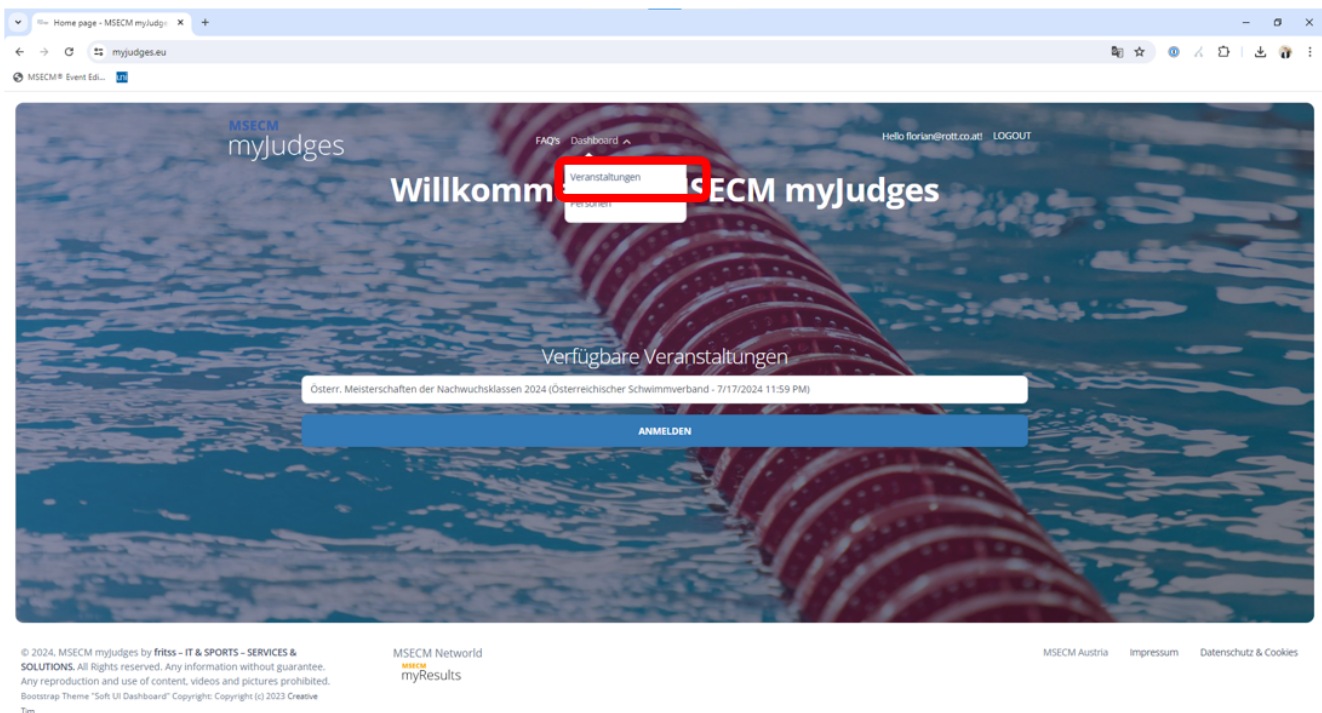 Home page - MSECM myJudge
myjudges.eu
MSECM® Event Edi...
MSECM
myJudges
FAQ's Dashboard
Hello florian@rott.co.at! LOGOUT
Veranstaltungen
Personen
Willkomm SECM myJudges
Verfügbare Veranstaltungen
Österr. Meisterschaften der Nachwuchsklassen 2024 (Österreichischer Schwimmverband - 7/17/2024 11:59 PM)
ANMELDEN
© 2024, MSECM myJudges by fritss – IT & SPORTS – SERVICES &
SOLUTIONS. All Rights reserved. Any information without guarantee.
Any reproduction and use of content, videos and pictures prohibited.
Bootstrap Theme "Soft UI Dashboard" Copyright: Copyright (c) 2023 Creative
Tim
MSECM Networld
MSECM
myResults
MSECM Austria Impressum Datenschutz & Cookies